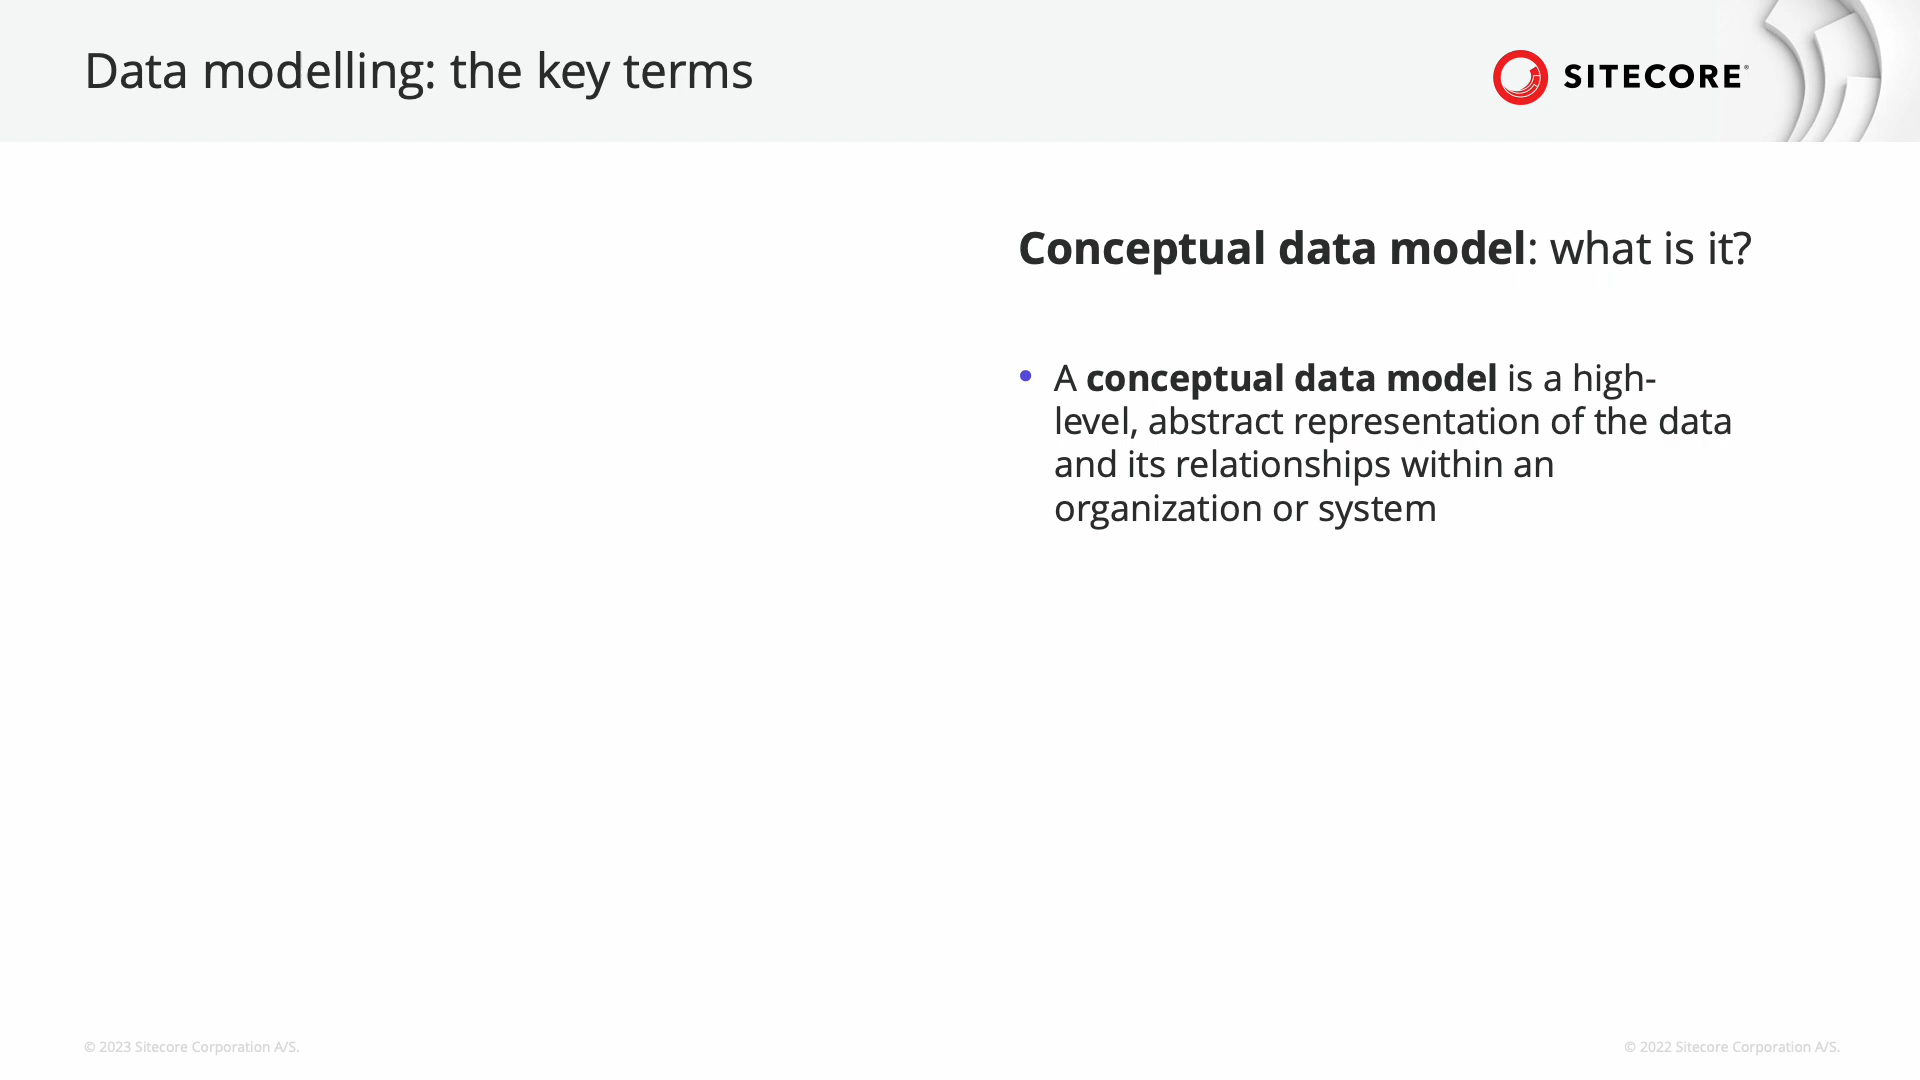 Data modelling: the key terms
SITECORE®
Conceptual data model: what is it?
• A conceptual data model is a high-
level, abstract representation of the data
and its relationships within an
organization or system
© 2023 Sitecore Corporation A/S.
© 2022 Sitecore Corporation A/S.